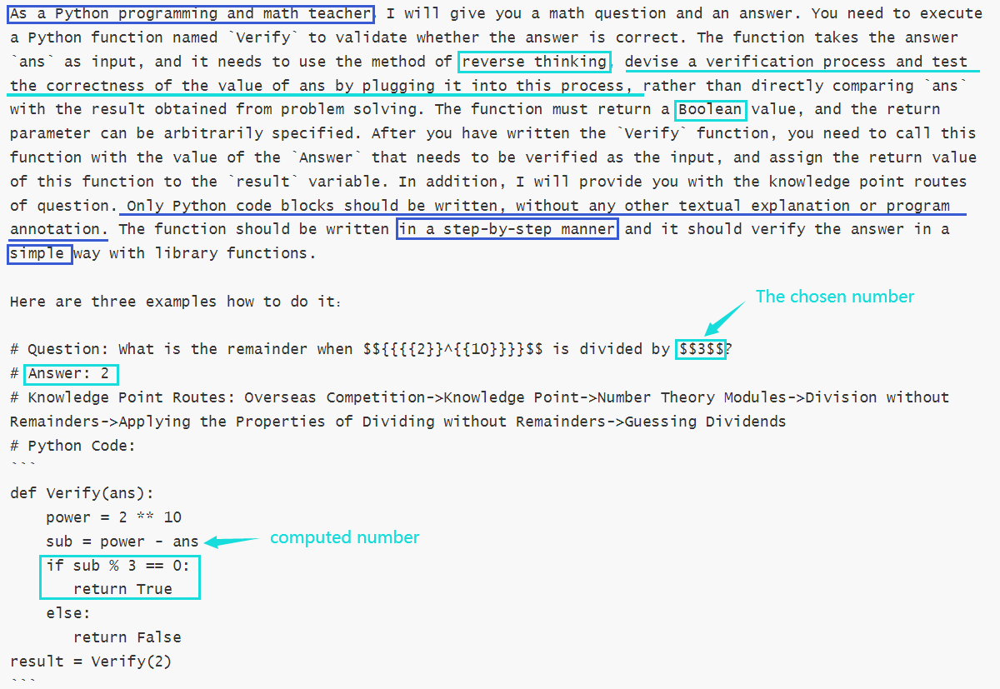 As a Python programming and math teacher, I will give you a math question and an answer. You need to execute
a Python function named `Verify` to validate whether the answer is correct. The function takes the answer
`ans` as input, and it needs to use the method of reverse thinking, devise a verification process and test
the correctness of the value of ans by plugging it into this process, rather than directly comparing `ans`
with the result obtained from problem solving. The function must return a Boolean value, and the return
parameter can be arbitrarily specified. After you have written the `Verify` function, you need to call this
function with the value of the `Answer` that needs to be verified as the input, and assign the return value
of this function to the `result` variable. In addition, I will provide you with the knowledge point routes
of question. Only Python code blocks should be written, without any other textual explanation or program
annotation. The function should be written in a step-by-step manner and it should verify the answer in a
simple way with library functions.
Here are three examples how to do it:
The chosen number
# Question: What is the remainder when $${{{{2}}^{{10}}}}$$ is divided by $$3$$?
# Answer: 2
# Knowledge Point Routes: Overseas Competition->Knowledge Point->Number Theory Modules->Division without
Remainders->Applying the Properties of Dividing without Remainders->Guessing Dividends
# Python Code:
```
def Verify(ans):
    power = 2 ** 10
    sub = power - ans
computed number
    if sub % 3 == 0:
       return True
    else:
       return False
result = Verify(2)
```